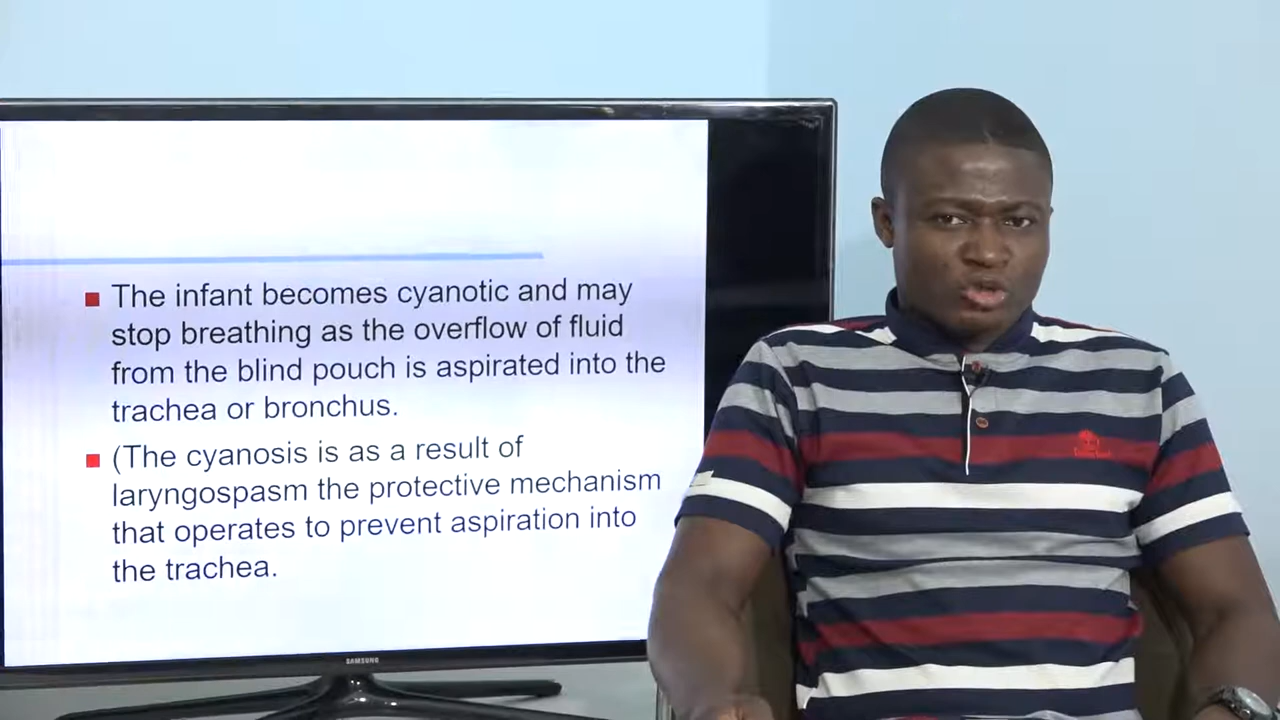 The infant becomes cyanotic and may
stop breathing as the overflow of fluid
from the blind pouch is aspirated into the
trachea or bronchus.
(The cyanosis is as a result of
laryngospasm the protective mechanism
that operates to prevent aspiration into
the trachea.
SAMSUNG